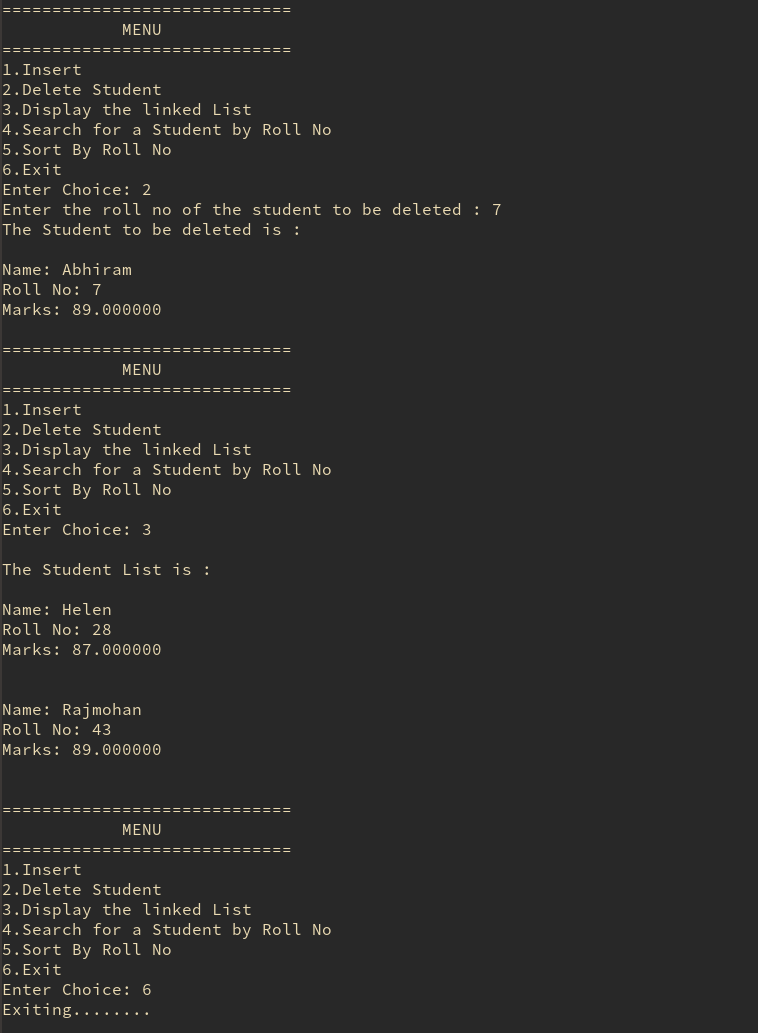 =============================
MENU
=============================
1.Insert
2.Delete Student
3.Display the linked List
4.Search for a Student by Roll No
5.Sort By Roll No
6.Exit
Enter Choice: 2
Enter the roll no of the student to be deleted : 7
The Student to be deleted is :
Name: Abhiram
Roll No: 7
Marks: 89.000000
=============================
MENU
=============================
1.Insert
2.Delete Student
3.Display the linked List
4.Search for a Student by Roll No
5.Sort By Roll No
6.Exit
Enter Choice: 3
The Student List is :
Name: Helen
Roll No: 28
Marks: 87.000000
Name: Rajmohan
Roll No: 43
Marks: 89.000000
=============================
MENU
=============================
1.Insert
2.Delete Student
3.Display the linked List
4.Search for a Student by Roll No
5.Sort By Roll No
6.Exit
Enter Choice: 6
Exiting........